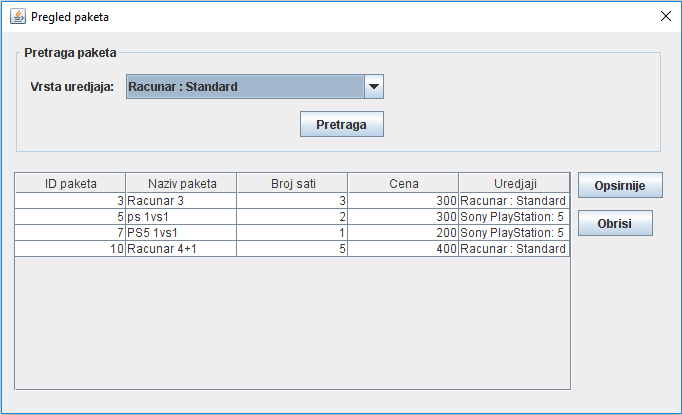 Pregled paketa
Pretraga paketa
Vrsta uredjaja: Racunar : Standard
Pretraga
ID paketa Naziv paketa Broj sati Cena Uredjaji
3 Racunar 3 3 300 Racunar : Standard
5 ps 1vs1 2 300 Sony PlayStation: 5
7 PS5 1vs1 1 200 Sony PlayStation: 5
10 Racunar 4+1 5 400 Racunar : Standard
Opsirnije
Obrisi